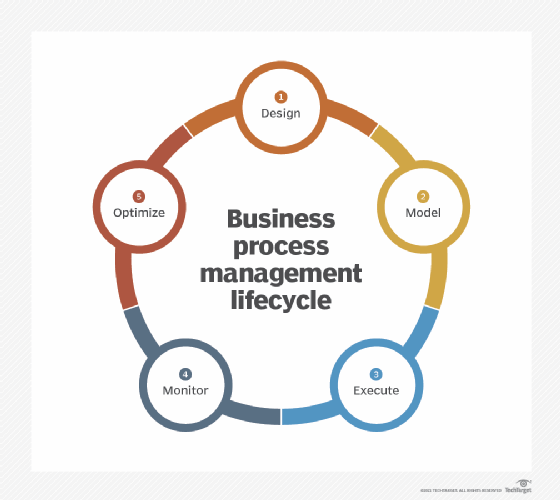 Business
process
management
lifecycle
1
Design
2
Model
3
Execute
4
Monitor
5
Optimize
TechTarget